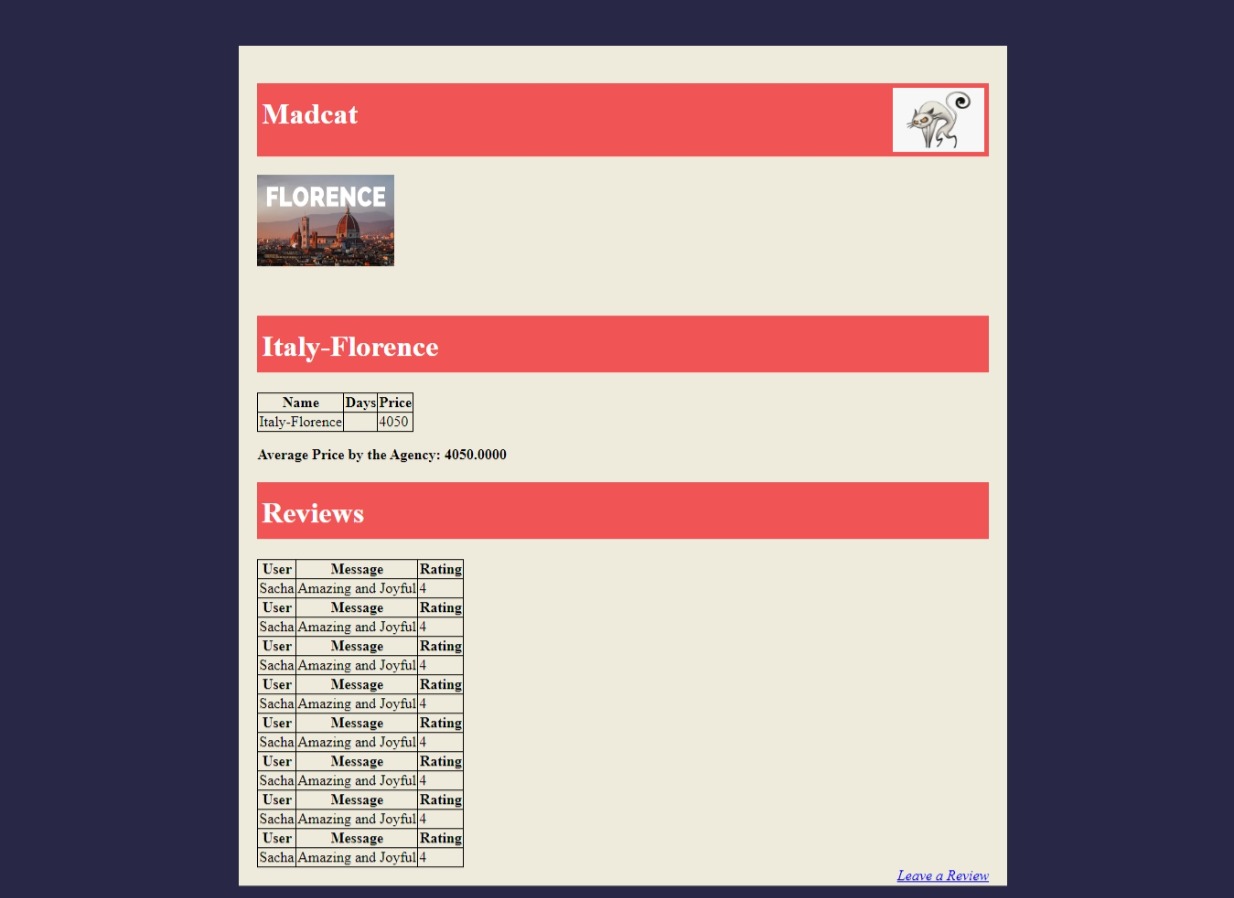 Madcat
FLORENCE
Italy-Florence
Name Days Price
Italy-Florence 4050
Average Price by the Agency: 4050.0000
Reviews
User Message Rating
Sacha Amazing and Joyful 4
User Message Rating
Sacha Amazing and Joyful 4
User Message Rating
Sacha Amazing and Joyful 4
User Message Rating
Sacha Amazing and Joyful 4
User Message Rating
Sacha Amazing and Joyful 4
User Message Rating
Sacha Amazing and Joyful 4
User Message Rating
Sacha Amazing and Joyful 4
User Message Rating
Sacha Amazing and Joyful 4
Leave a Review